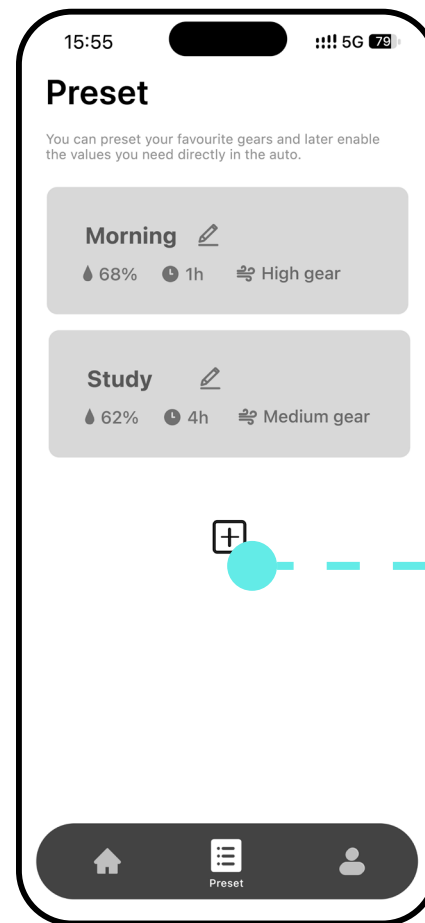 15:55 5G 79
Preset
You can preset your favourite gears and later enable
the values you need directly in the auto.
Morning
68% 1h High gear
Study
62% 4h Medium gear
Preset